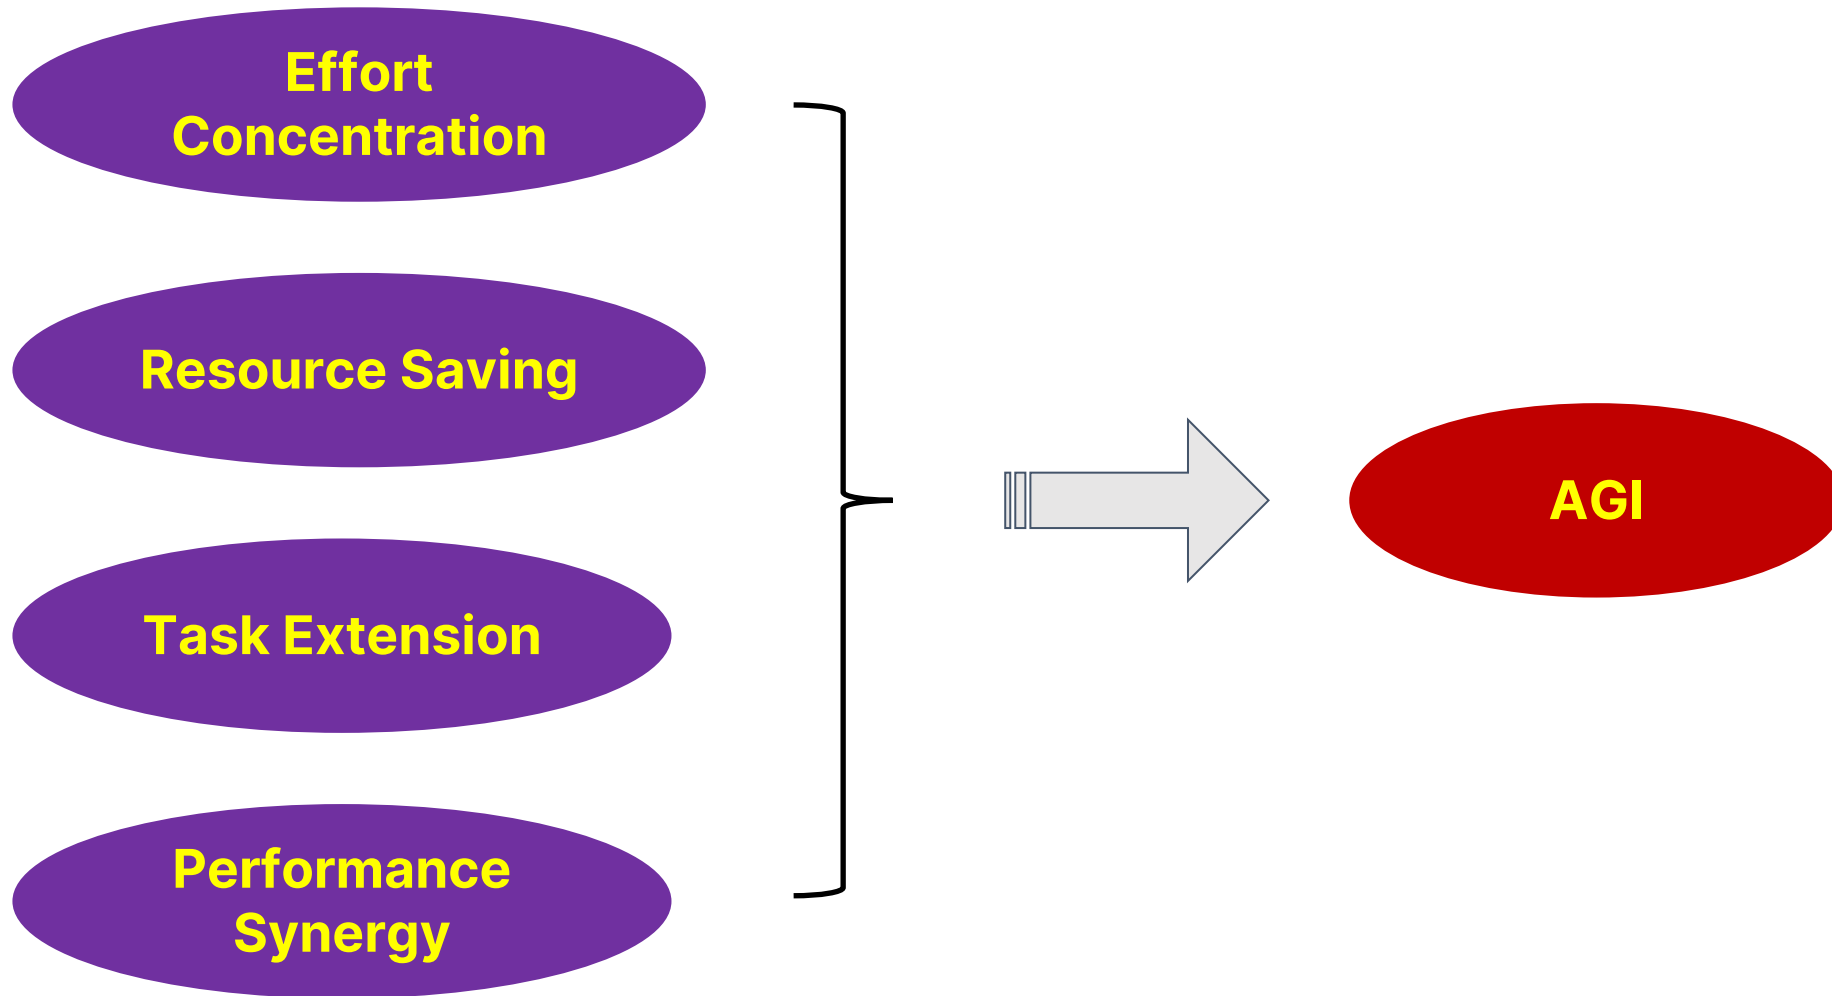 Effort
Concentration
Resource Saving
Task Extension
Performance
Synergy
AGI